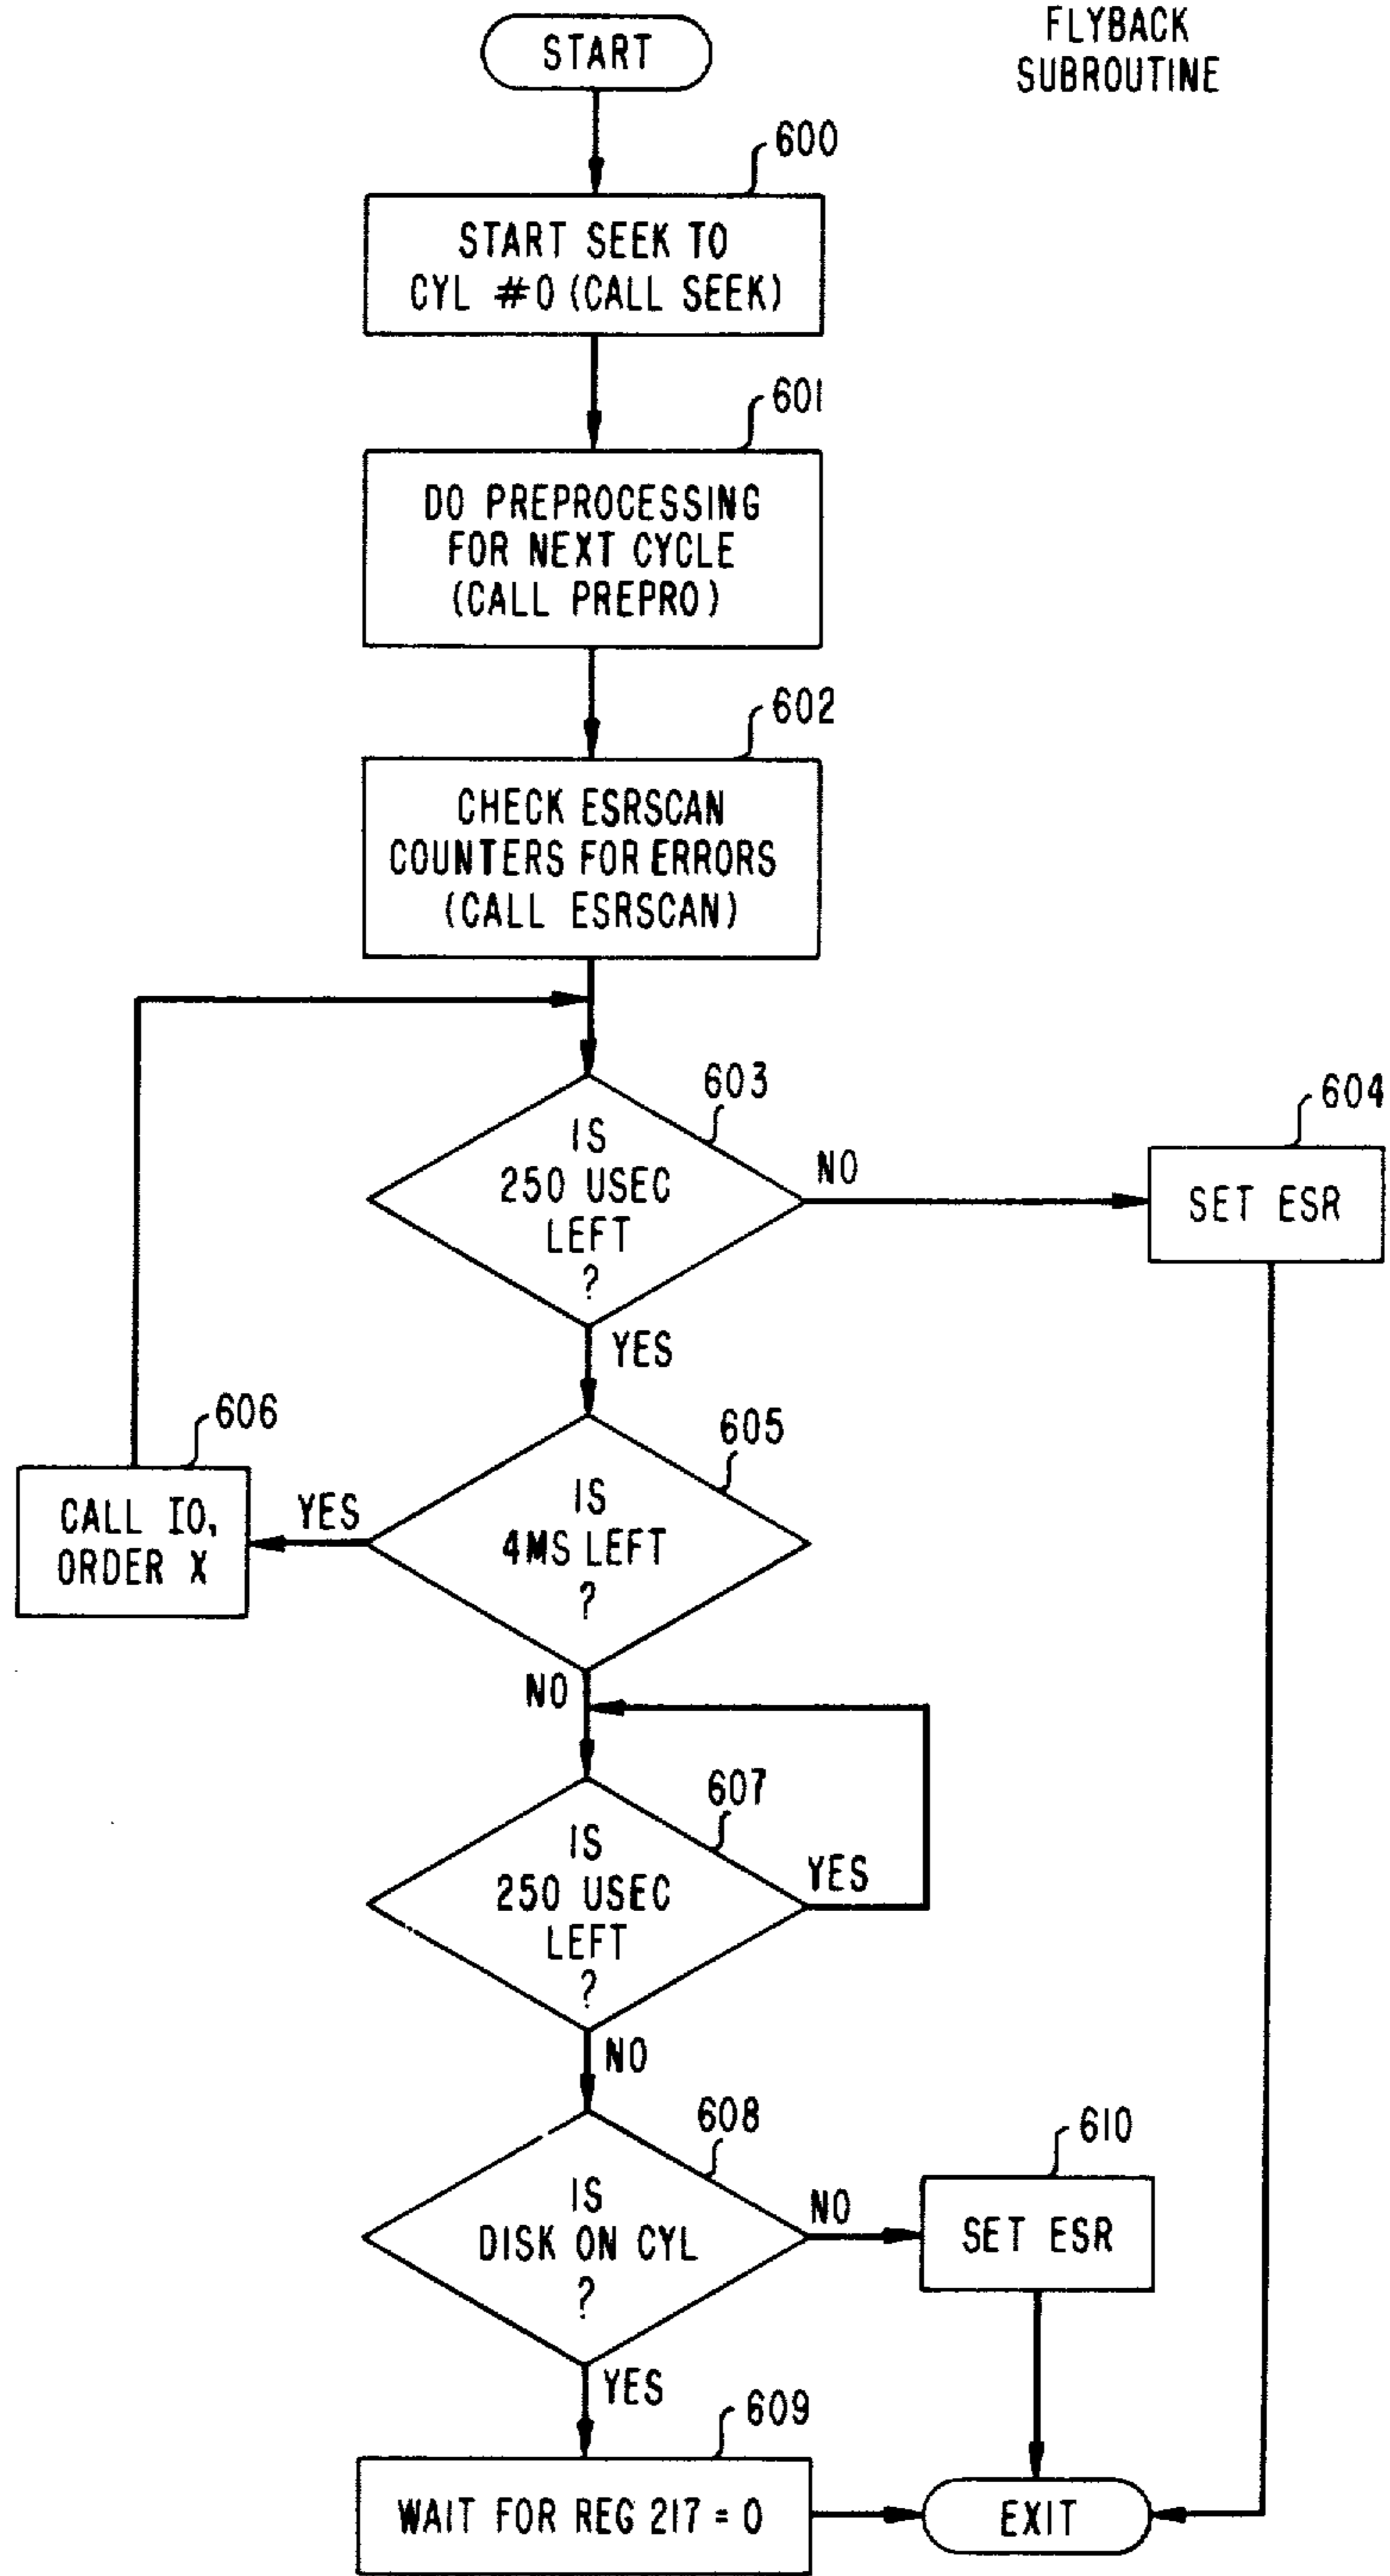 FLYBACK
SUBROUTINE
START
600
START SEEK TO
CYL #0 (CALL SEEK)
601
DO PREPROCESSING
FOR NEXT CYCLE
(CALL PREPRO)
602
CHECK ESRSCAN
COUNTERS FOR ERRORS
(CALL ESRSCAN)
603
IS
250 USEC
LEFT
?
NO
604
SET ESR
YES
605
IS
4MS LEFT
?
YES
606
CALL IO,
ORDER X
NO
607
IS
250 USEC
LEFT
?
YES
NO
608
IS
DISK ON CYL
?
NO
610
SET ESR
YES
609
WAIT FOR REG 217 = 0
EXIT